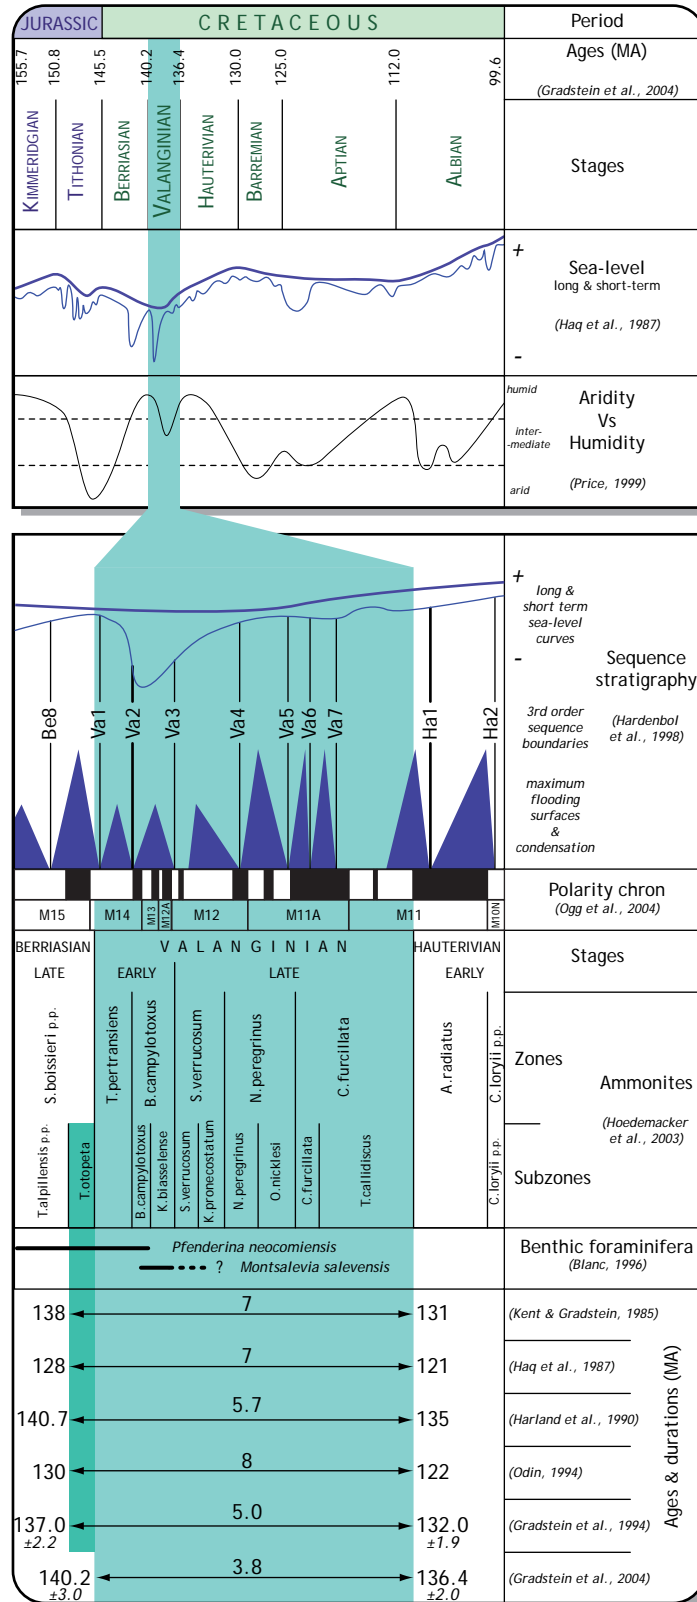 JURASSIC CRETACEOUS Period
155.7 150.8 145.5 140.2 136.4 130.0 125.0 112.0 99.6 Ages (MA)
(Gradstein et al., 2004)
KIMMERIDGIAN TITHONIAN BERRIASIAN VALANGINIAN HAUTERIVIAN BARREMIAN APTIAN ALBIAN Stages
+
Sea-level
long & short-term
(Haq et al., 1987)
-
humid
Aridity
Vs
inter-
-mediate
Humidity
(Price, 1999)
arid
+
long &
short term
sea-level
curves
-
Sequence
stratigraphy
(Hardenbol
et al., 1998)
Be8 Va1 Va2 Va3 Va4 Va5 Va6 Va7 Ha1 Ha2
3rd order
sequence
boundaries
maximum
flooding
surfaces
&
condensation
Polarity chron
(Ogg et al., 2004)
M15 M14 M13 M12A M12 M11A M11 M10N
BERRIASIAN VALANGINIAN HAUTERIVIAN Stages
LATE EARLY LATE EARLY
S.boissieri p.p. T.pertransiens B.campylotoxus S.verrucosum N.peregrinus C.furcillata A.radiatus C.loryii p.p. Zones
Ammonites
(Hoedemacker
et al., 2003)
T.alpillensis p.p. T.otopeta B.campylotoxus K.biasselense S.verrucosum K.pronecostatum N.peregrinus O.nicklesi C.furcillata T.callidiscus C.loryii p.p. Subzones
Pfenderina neocomiensis
? Montsalevia salevensis
Benthic foraminifera
(Blanc, 1996)
Ages & durations (MA)
138 7 131 (Kent & Gradstein, 1985)
128 7 121 (Haq et al., 1987)
140.7 5.7 135 (Harland et al., 1990)
130 8 122 (Odin, 1994)
137.0 5.0 132.0 (Gradstein et al., 1994)
±2.2 ±1.9
140.2 3.8 136.4 (Gradstein et al., 2004)
±3.0 ±2.0